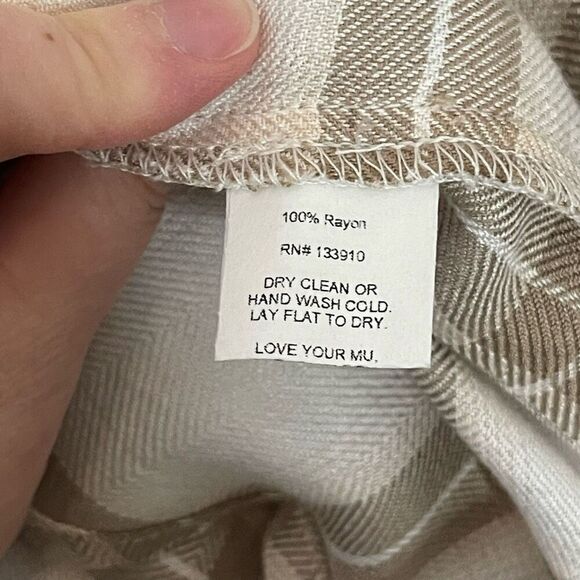 100% Rayon
RN# 133910
DRY CLEAN OR
HAND WASH COLD.
LAY FLAT TO DRY.
LOVE YOUR MU.